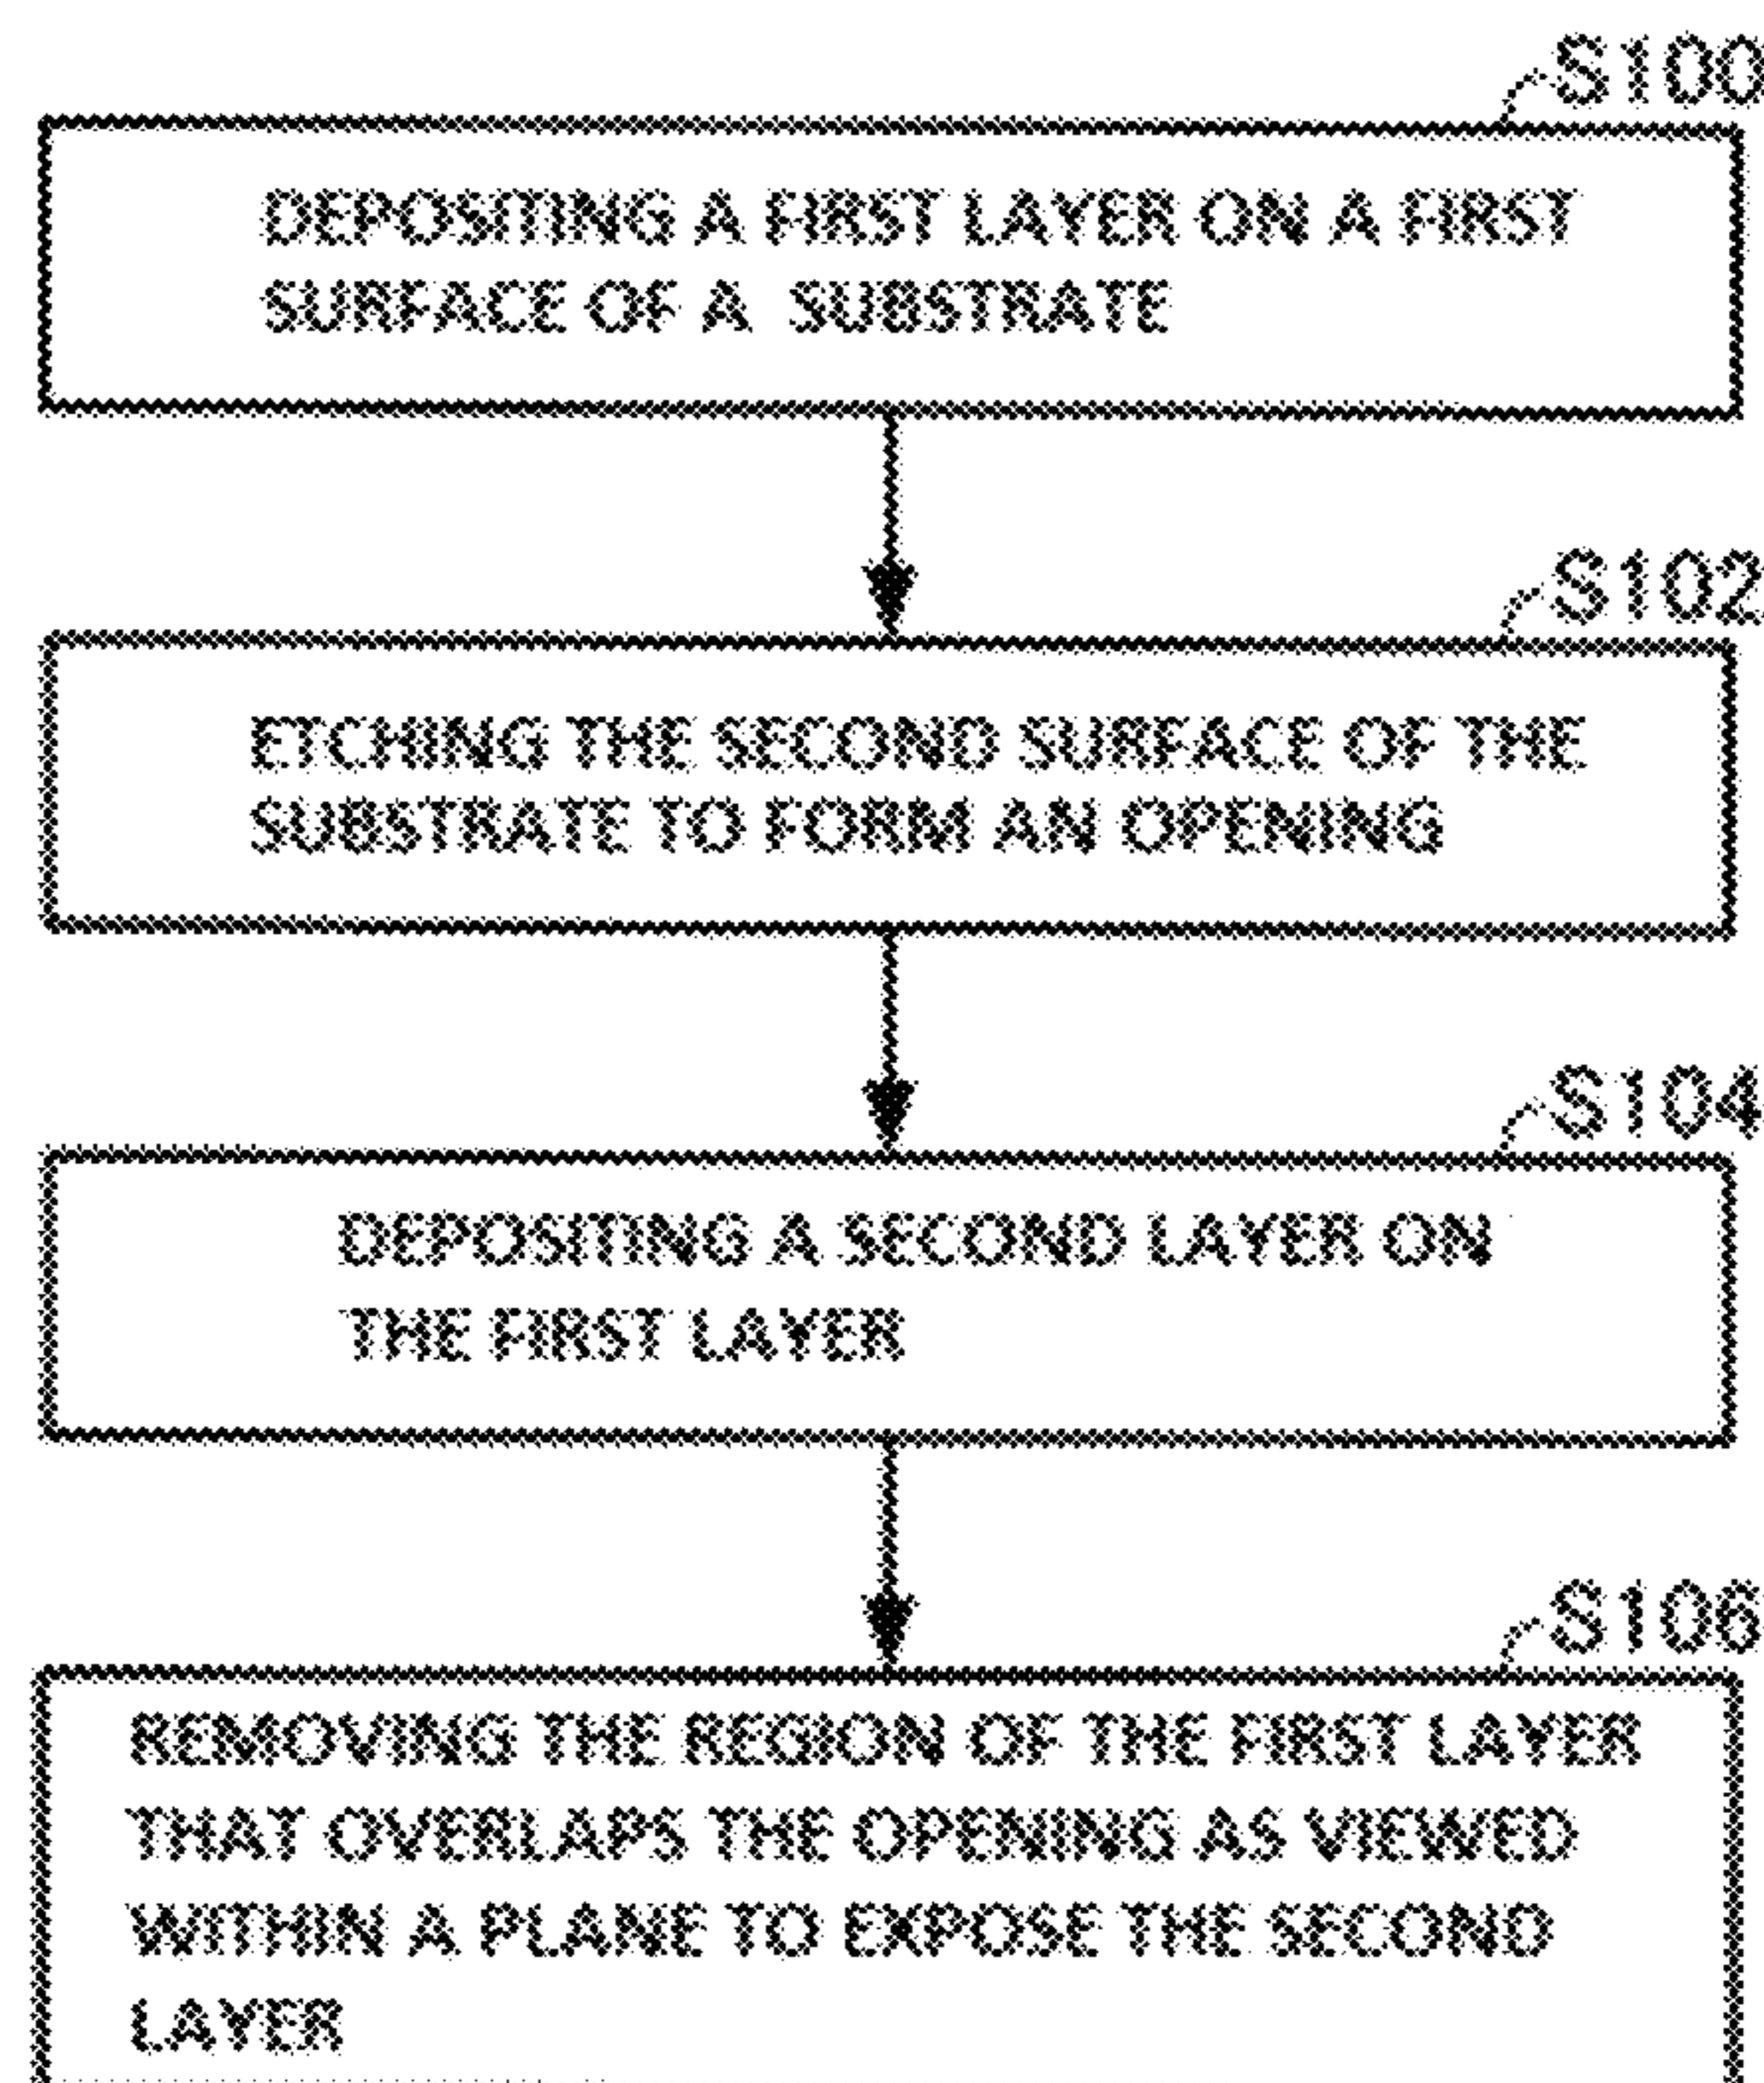 S100
DEPOSITING A FIRST LAYER ON A FIRST
SURFACE OF A SUBSTRATE
S102
ETCHING THE SECOND SURFACE OF THE
SUBSTRATE TO FORM AN OPENING
S104
DEPOSITING A SECOND LAYER ON
THE FIRST LAYER
S106
REMOVING THE REGION OF THE FIRST LAYER
THAT OVERLAPS THE OPENING AS VIEWED
WITHIN A PLANE TO EXPOSE THE SECOND
LAYER